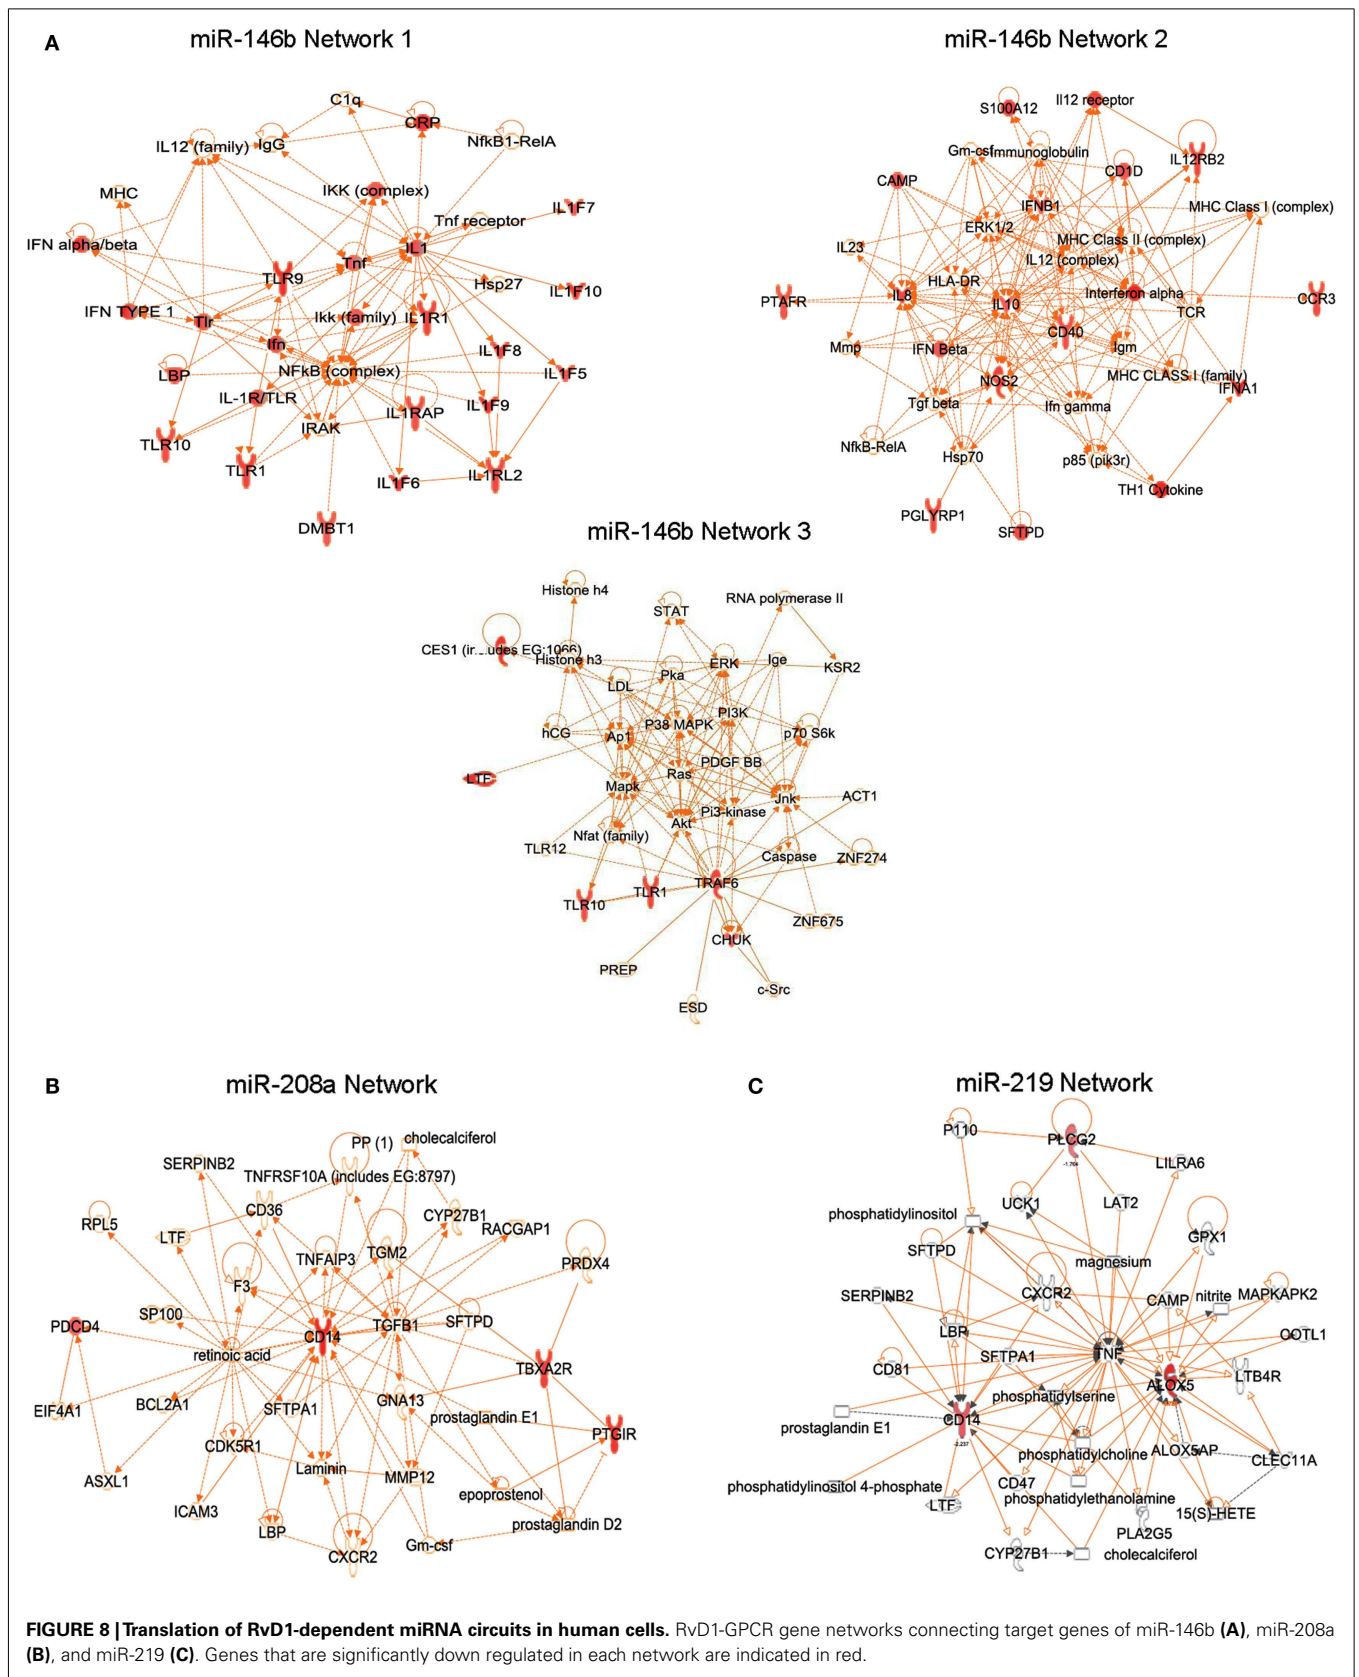 A
miR-146b Network 1
miR-146b Network 2
C1q
CRP
IL12 (family)
IgG
NfkB1-RelA
MHC
IKK (complex)
IL1F7
Tnf receptor
IFN alpha/beta
IL1
Tnf
TLR9
Hsp27
IL1F10
IFN TYPE 1
Tlr
Ikk (family)
IL1R1
Ifn
IL1F8
LBP
NFkB (complex)
IL1F5
IL-1R/TLR
IL1RAP
IL1F9
IRAK
TLR10
TLR1
IL1F6
IL1RL2
DMBT1
S100A12
Il12 receptor
Gm-csf
Immunoglobulin
IL12RB2
CAMP
CD1D
IFNB1
MHC Class I (complex)
ERK1/2
IL23
MHC Class II (complex)
IL12 (complex)
HLA-DR
PTAFR
IL8
IL10
Interferon alpha
CCR3
TCR
CD40
Mmp
IFN Beta
Igm
NOS2
MHC CLASS I (family)
IFNA1
Tgf beta
Ifn gamma
NfkB-RelA
Hsp70
p85 (pik3r)
TH1 Cytokine
PGLYRP1
SFTPD
miR-146b Network 3
Histone h4
STAT
RNA polymerase II
CES1 (includes EG:1066)
Histone h3
ERK
Ige
KSR2
LDL
Pka
hCG
Ap1
P38 MAPK
PI3K
p70 S6k
LTF
Ras
PDGF BB
Mapk
Jnk
ACT1
Pi3-kinase
Akt
Nfat (family)
TLR12
Caspase
ZNF274
TLR10
TLR1
TRAF6
ZNF675
CHUK
PREP
c-Src
ESD
B
miR-208a Network
PP (1)
cholecalciferol
SERPINB2
TNFRSF10A (includes EG:8797)
RPL5
CD36
CYP27B1
RACGAP1
LTF
TNFAIP3
TGM2
PRDX4
F3
SP100
PDCD4
CD14
TGFB1
SFTPD
retinoic acid
TBXA2R
EIF4A1
BCL2A1
SFTPA1
GNA13
prostaglandin E1
PTGIR
CDK5R1
Laminin
MMP12
ASXL1
epoprostenol
ICAM3
LBP
prostaglandin D2
CXCR2
Gm-csf
C
miR-219 Network
P110
PLCG2
-1.704
LILRA6
UCK1
LAT2
phosphatidylinositol
GPX1
SFTPD
magnesium
SERPINB2
CXCR2
CAMP
nitrite
MAPKAPK2
LBP
COTL1
TNF
CD81
SFTPA1
ALOX5
LTB4R
phosphatidylserine
prostaglandin E1
CD14
-2.237
phosphatidylcholine
ALOX5AP
CLEC11A
phosphatidylinositol 4-phosphate
CD47
phosphatidylethanolamine
LTF
15(S)-HETE
PLA2G5
CYP27B1
cholecalciferol
FIGURE 8 | Translation of RvD1-dependent miRNA circuits in human cells. RvD1-GPCR gene networks connecting target genes of miR-146b (A), miR-208a
(B), and miR-219 (C). Genes that are significantly down regulated in each network are indicated in red.